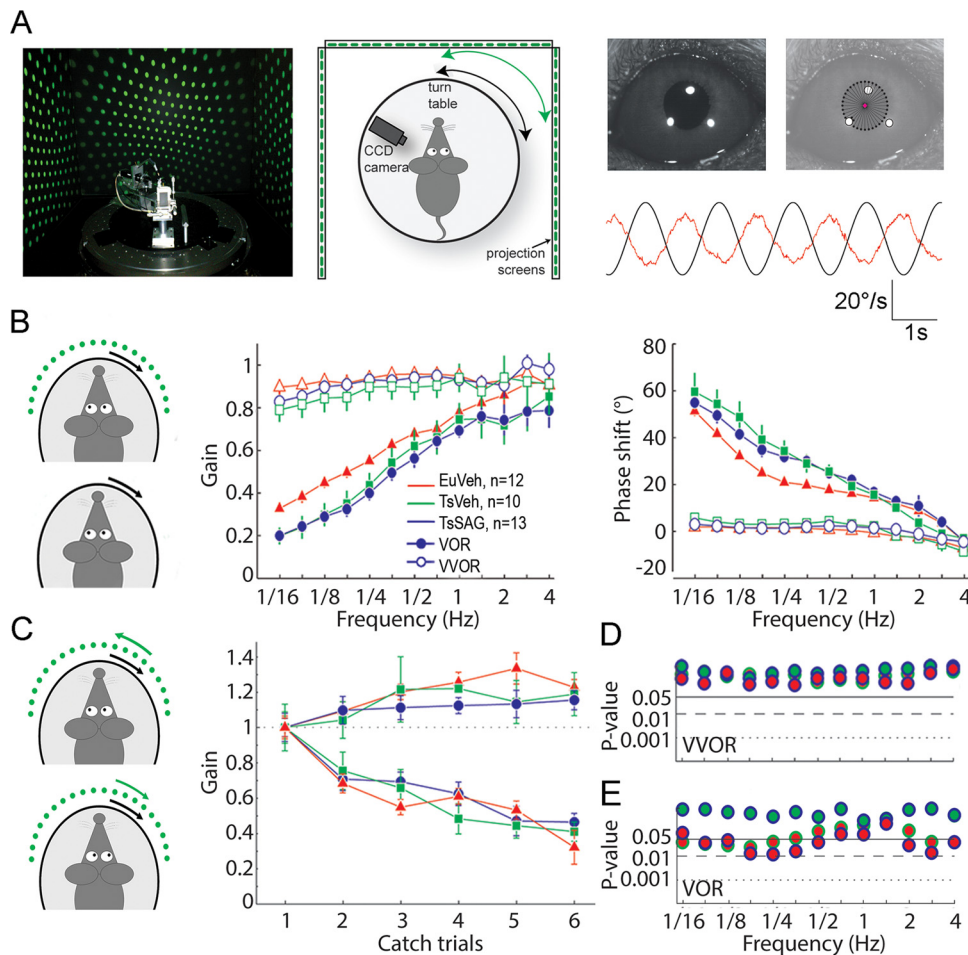 A
turn
table
CCD
camera
projection
screens
20°/s
1s
B
Gain
1
0.8
0.6
0.4
0.2
0
EuVeh, n=12
TsVeh, n=10
TsSAG, n=13
VOR
VVOR
1/16 1/8 1/4 1/2 1 2 4
Frequency (Hz)
Phase shift (°)
80
60
40
20
0
-20
1/16 1/8 1/4 1/2 1 2 4
Frequency (Hz)
C
Gain
1.4
1.2
1
0.8
0.6
0.4
0.2
0
1 2 3 4 5 6
Catch trials
D
P-value
0.05
0.01
0.001
VVOR
E
P-value
0.05
0.01
0.001
VOR
1/16 1/8 1/4 1/2 1 2 4
Frequency (Hz)